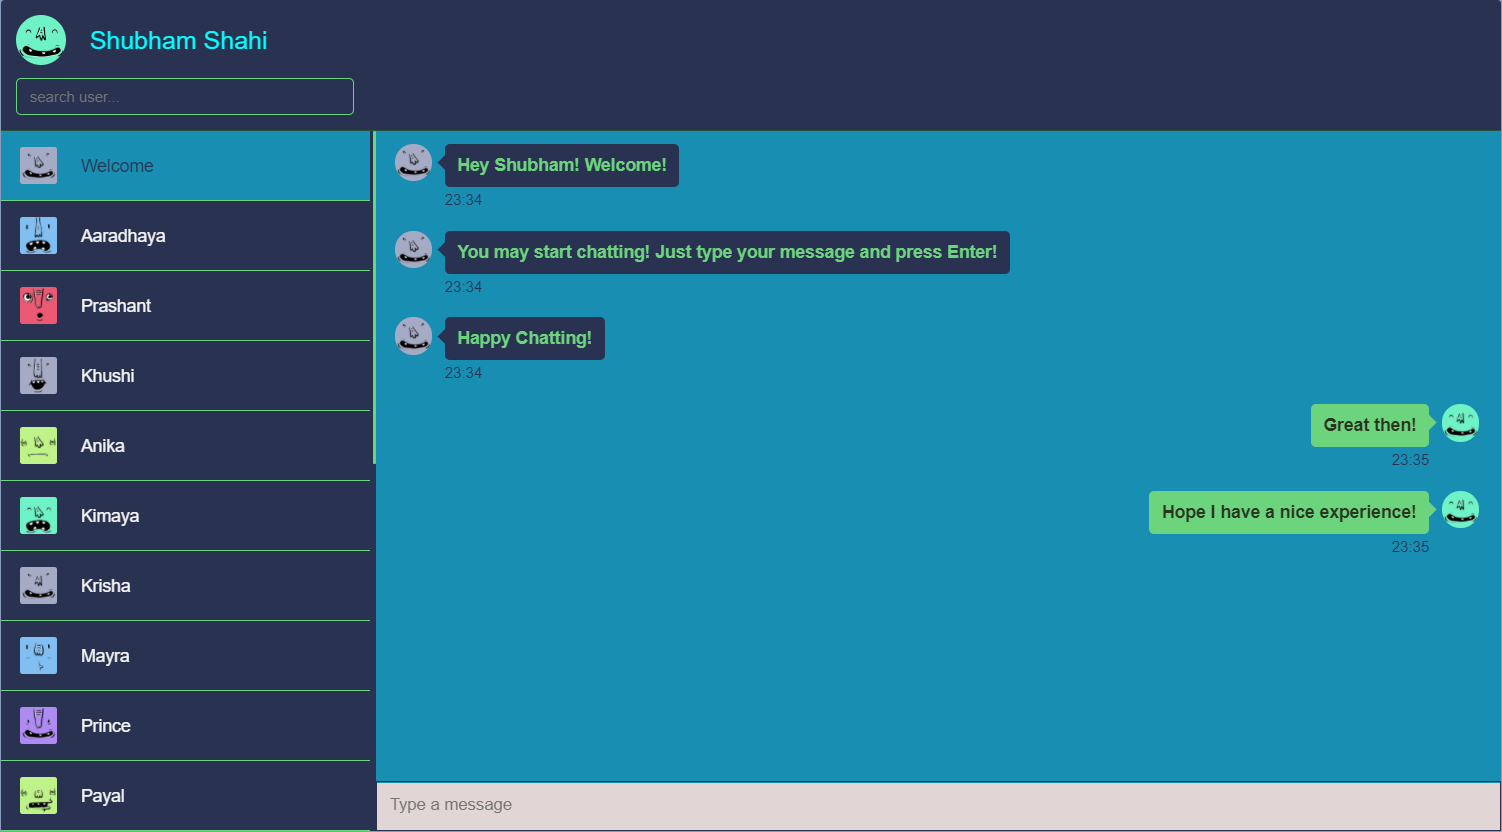 Shubham Shahi
search user...
Welcome
Aaradhaya
Prashant
Khushi
Anika
Kimaya
Krisha
Mayra
Prince
Payal
Hey Shubham! Welcome!
23:34
You may start chatting! Just type your message and press Enter!
23:34
Happy Chatting!
23:34
Great then!
23:35
Hope I have a nice experience!
23:35
Type a message